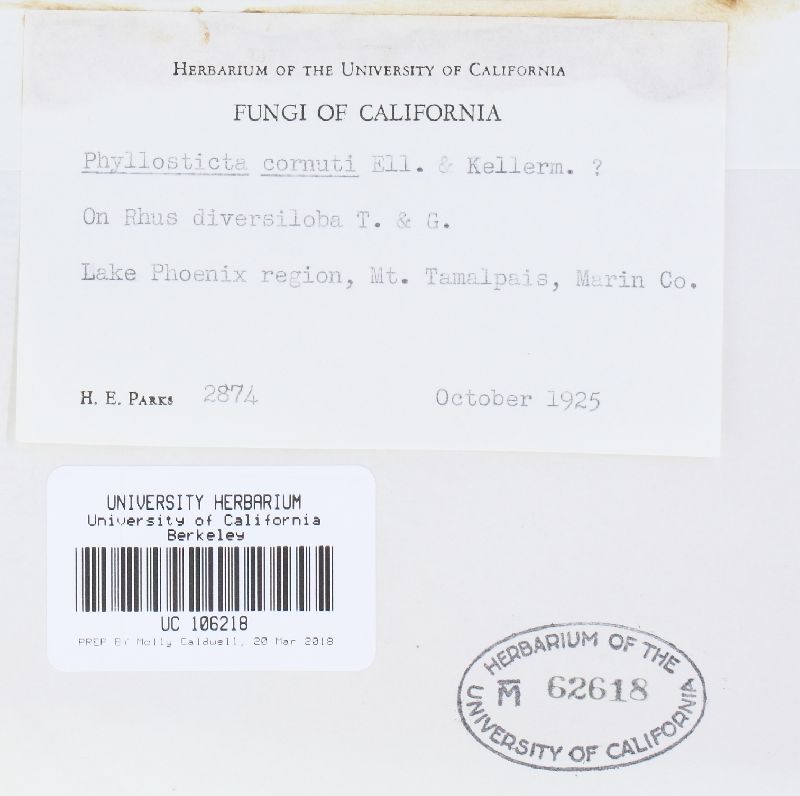 HERBARIUM OF THE UNIVERSITY OF CALIFORNIA
FUNGI OF CALIFORNIA
Phyllosticta cornuti Ell. & Kellerm. ?
On Rhus diversiloba T. & G.
Lake Phoenix region, Mt. Tamalpais, Marin Co.
H. E. PARKS 2874 October 1925
UNIVERSITY HERBARIUM
University of California
Berkeley
UC 106218
PREP BY Molly Caldwell, 20 Mar 2018
HERBARIUM OF THE
M 62618
UNIVERSITY OF CALIFORNIA